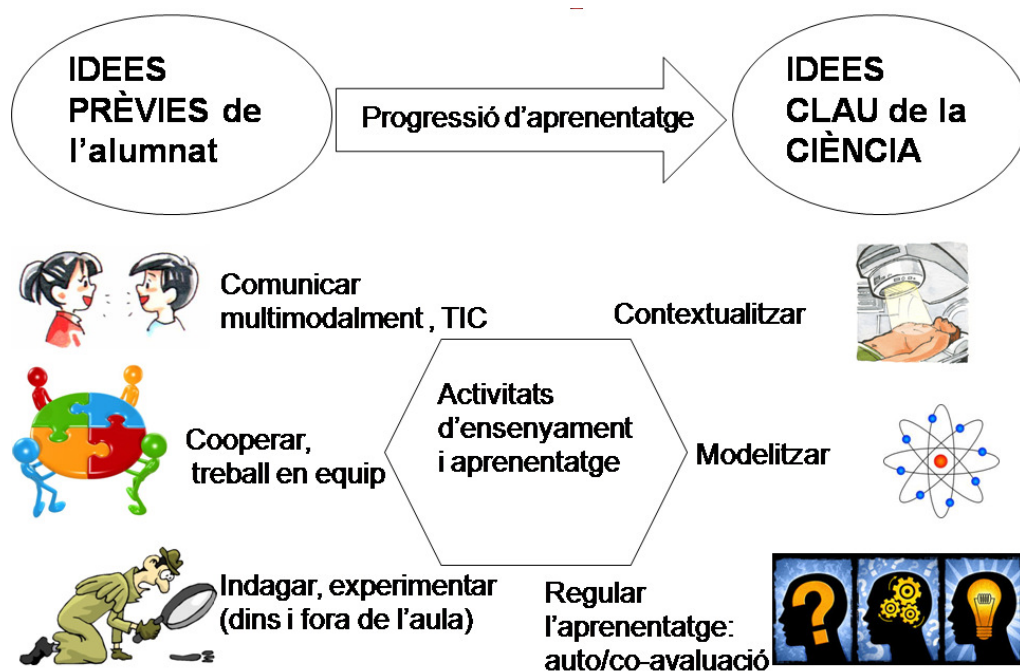 IDEES
PRÈVIES de
l’alumnat
Progressió d’aprenentatge
IDEES
CLAU de la
CIÈNCIA
Comunicar
multimodalment , TIC
Contextualitzar
Activitats
d’ensenyament
i aprenentatge
Cooperar,
treball en equip
Modelitzar
Indagar, experimentar
(dins i fora de l’aula)
Regular
l’aprenentatge:
auto/co-avaluació